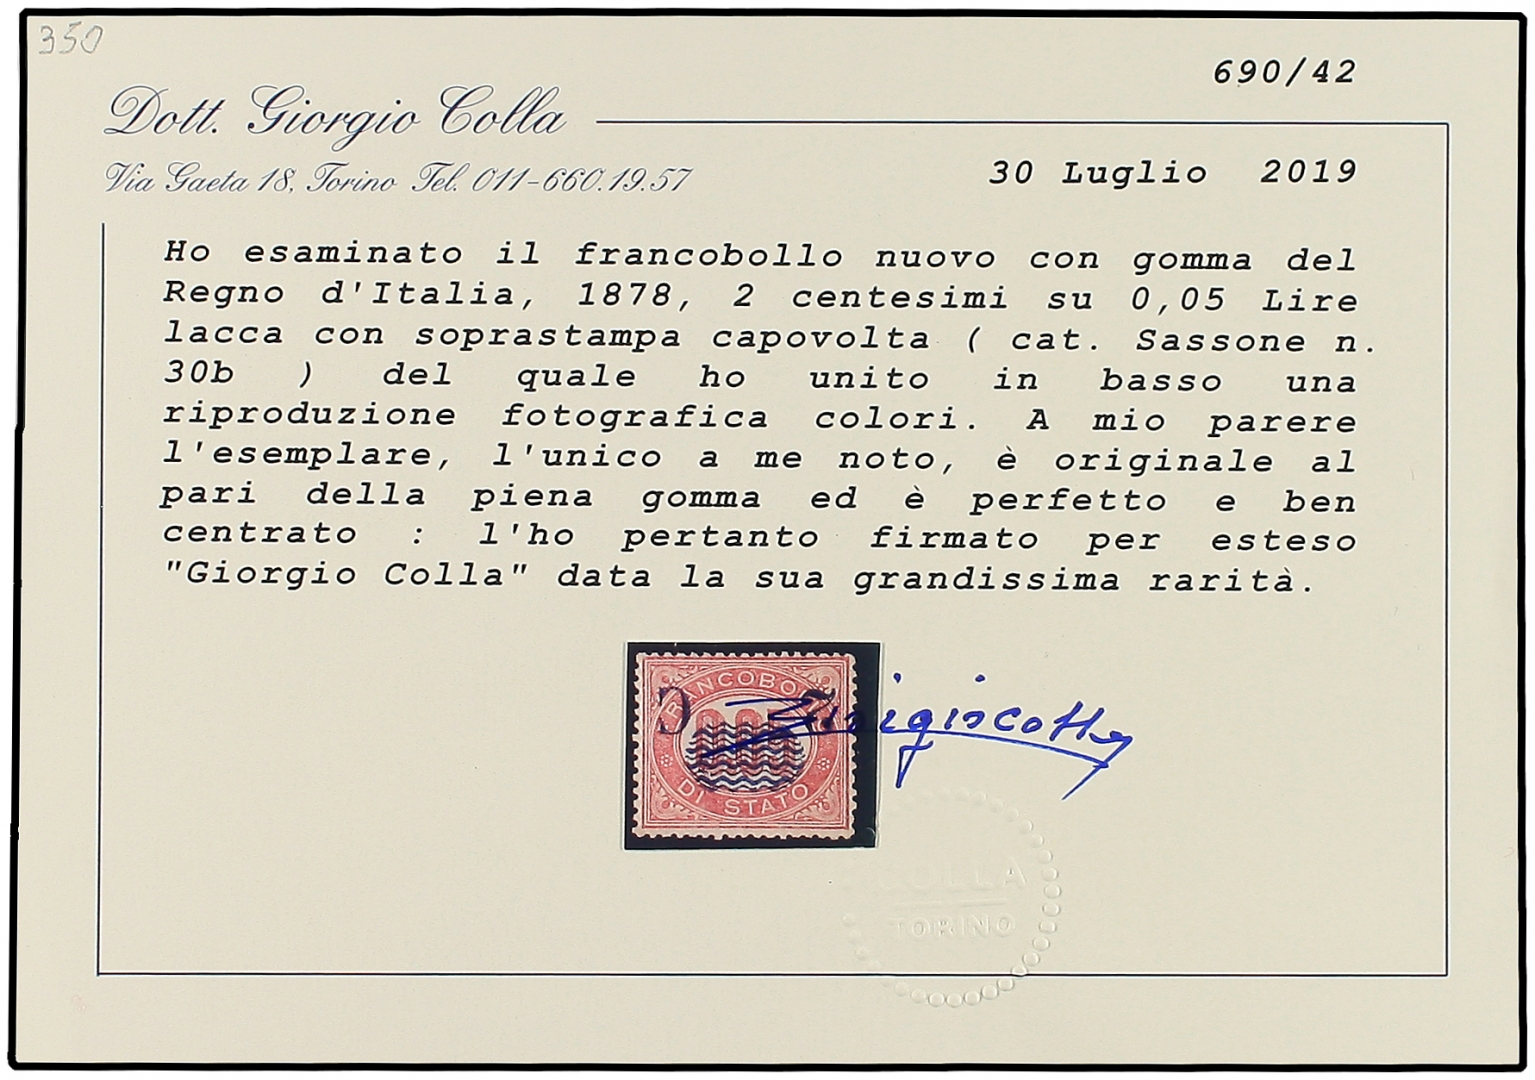 350
690/42
Dott. Giorgio Colla
Via Gaeta 18, Torino Tel. 011-660.19.57
30 Luglio 2019
Ho esaminato il francobollo nuovo con gomma del
Regno d'Italia, 1878, 2 centesimi su 0,05 Lire
lacca con soprastampa capovolta ( cat. Sassone n.
30b ) del quale ho unito in basso una
riproduzione fotografica colori. A mio parere
l'esemplare, l'unico a me noto, è originale al
pari della piena gomma ed è perfetto e ben
centrato : l'ho pertanto firmato per esteso
"Giorgio Colla" data la sua grandissima rarità.
DI STATO
COLLA
TORINO